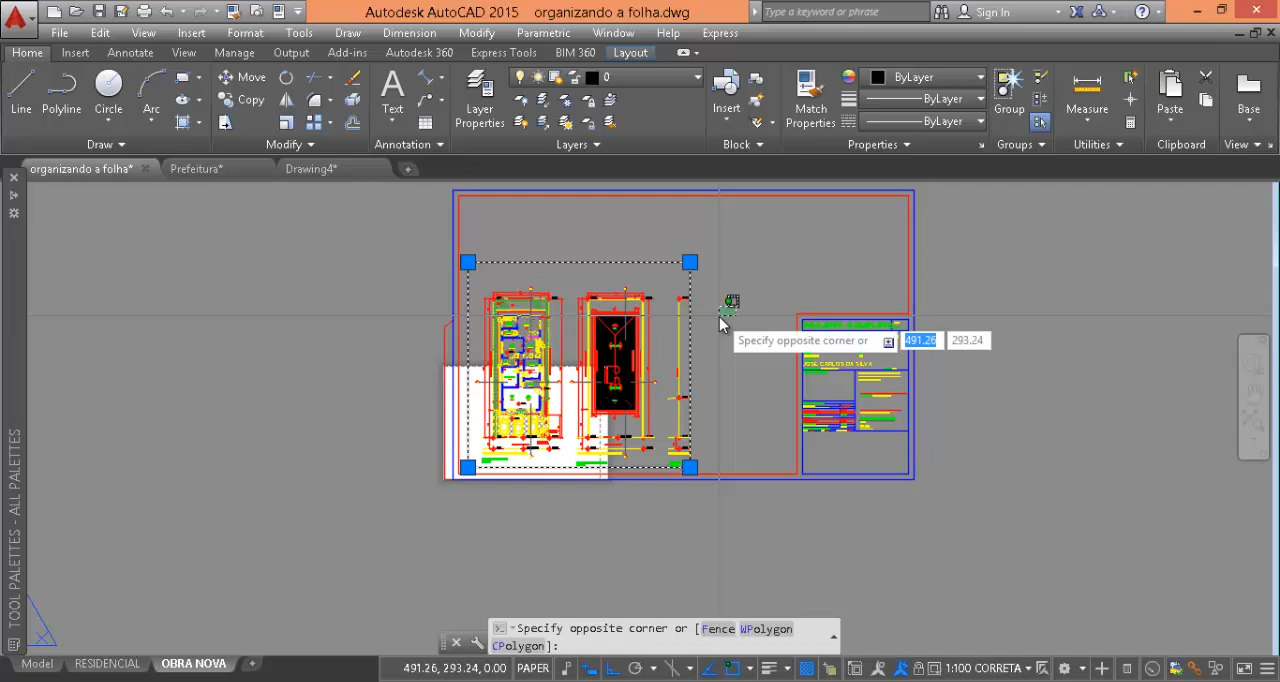 Autodesk AutoCAD 2015 organizando a folha.dwg
Type a keyword or phrase
Sign In
File Edit View Insert Format Tools Draw Dimension Modify Parametric Window Help Express
Home Insert Annotate View Manage Output Add-ins Autodesk 360 Express Tools BIM 360 Layout
Line Polyline Circle Arc
Move
Copy
Text
Layer
Properties
0
Insert
Match
Properties
ByLayer
ByLayer
ByLayer
Group
Measure
Paste
Base
Draw Modify Annotation Layers Block Properties Groups Utilities Clipboard View
organizando a folha* Prefeitura* Drawing4*
Specify opposite corner or 491.26 293.24
JOSÉ CARLOS DA SILVA
TOOL PALETTES - ALL PALETTES
Specify opposite corner or [Fence WPolygon
CPolygon]:
Model RESIDENCIAL OBRA NOVA
491.26, 293.24, 0.00 PAPER 1:100 CORRETA